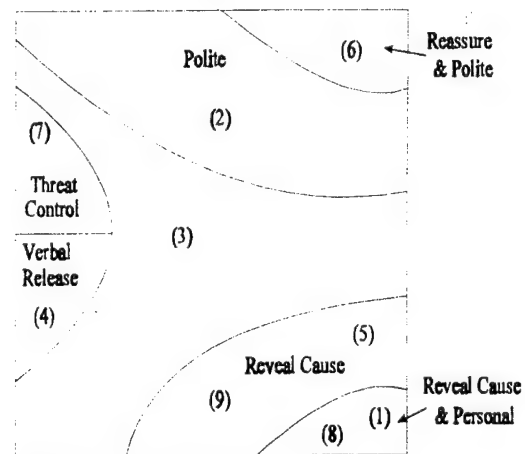 Polite
(6)
Reassure
& Polite
(2)
(7)
Threat
Control
(3)
Verbal
Release
(4)
(5)
Reveal Cause
(9)
(1)
(8)
Reveal Cause
& Personal